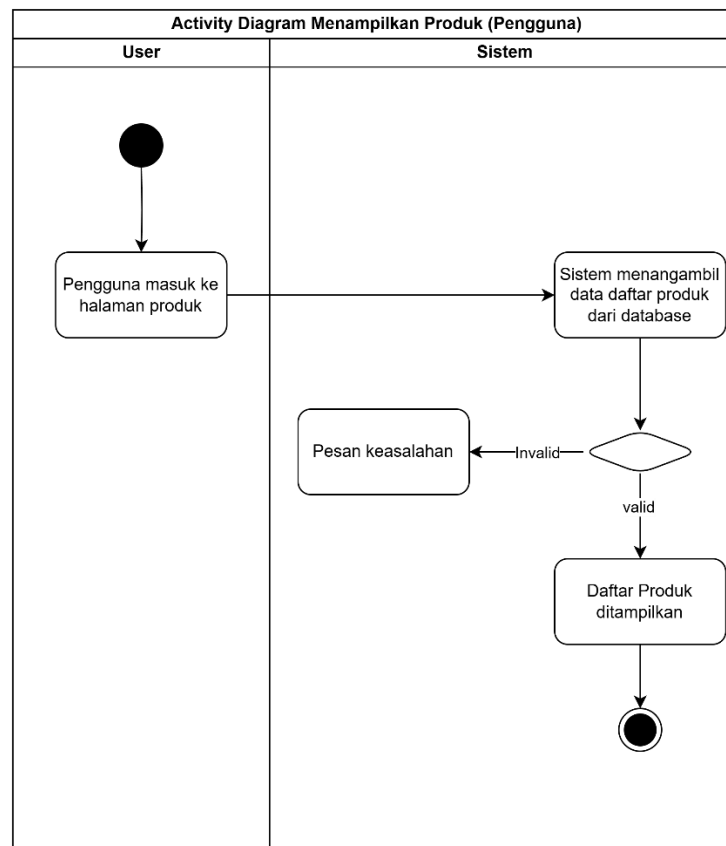 Activity Diagram Menampilkan Produk (Pengguna)
User
Sistem
Pengguna masuk ke
halaman produk
Sistem menangambil
data daftar produk
dari database
Pesan keasalahan
Invalid
valid
Daftar Produk
ditampilkan